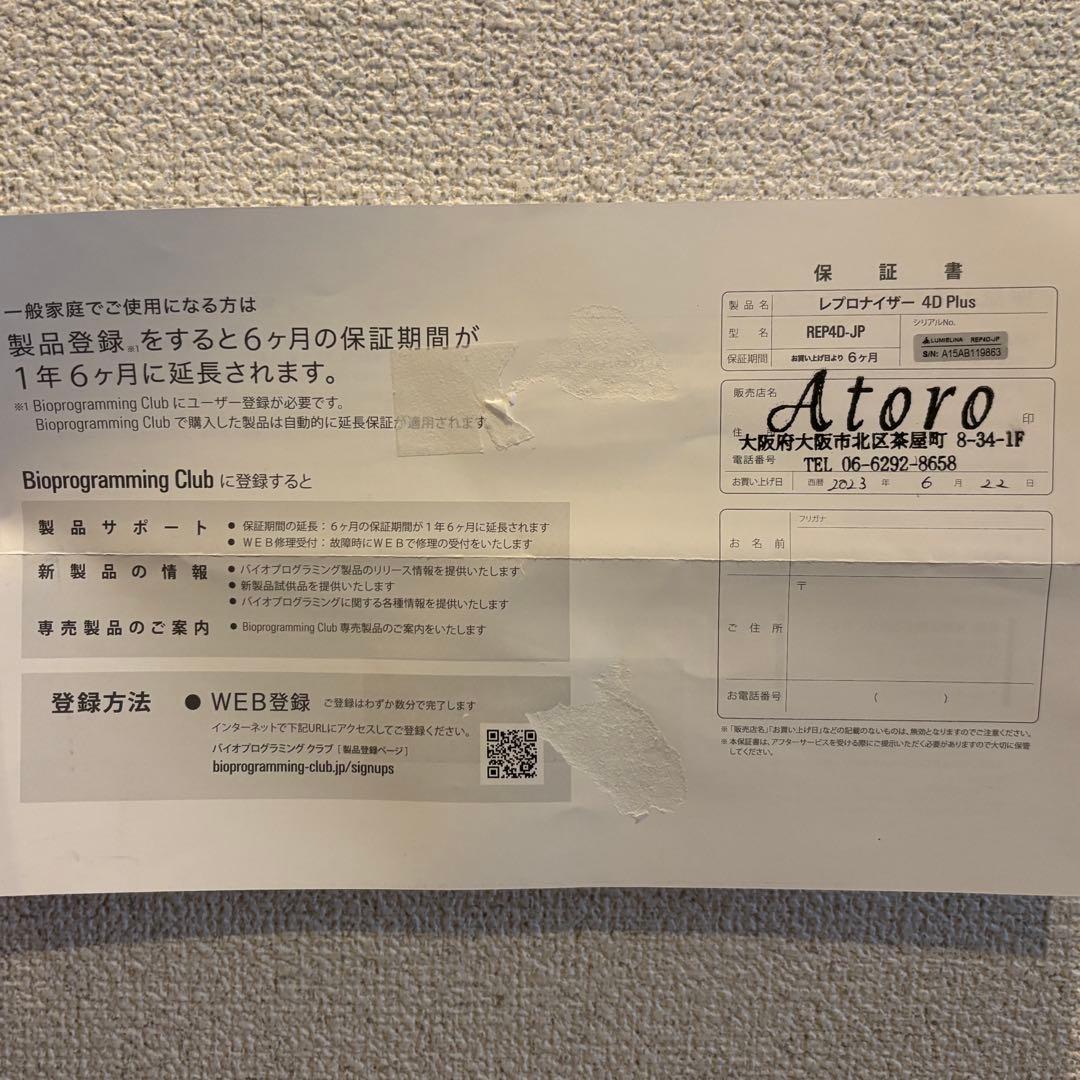 一般家庭でご使用になる方は
製品登録※1をすると6ヶ月の保証期間が
1年6ヶ月に延長されます。
※1 Bioprogramming Club にユーザー登録が必要です。
Bioprogramming Club で購入した製品は自動的に延長保証が適用されます。
Bioprogramming Club に登録すると
製品サポート
● 保証期間の延長：6ヶ月の保証期間が1年6ヶ月に延長されます
● WEB修理受付：故障時にWEBで修理の受付をいたします
新製品の情報
● バイオプログラミング製品のリリース情報を提供いたします
● 新製品試供品を提供いたします
● バイオプログラミングに関する各種情報を提供いたします
専売製品のご案内
● Bioprogramming Club 専売製品のご案内をいたします
登録方法 ● WEB登録 ご登録はわずか数分で完了します
インターネットで下記URLにアクセスしてご登録ください。
バイオプログラミング クラブ［製品登録ページ］
bioprogramming-club.jp/signups
保証書
製品名 レプロナイザー 4D Plus
型名 REP4D-JP
シリアルNo.
LUMIELINA REP4D-JP
S/N: A15AB119863
保証期間 お買い上げ日より 6ヶ月
販売店名 Atoro 印
住
大阪府大阪市北区茶屋町 8-34-1F
電話番号 TEL 06-6292-8658
お買い上げ日 西暦 2023 年 6 月 22 日
フリガナ
お名前
〒
ご住所
お電話番号 （ ）
※「販売店名」「お買い上げ日」などの記載のないものは、無効となりますのでご注意ください。
※ 本保証書は、アフターサービスを受ける際にご提示いただく必要がありますので大切に保管
してください。